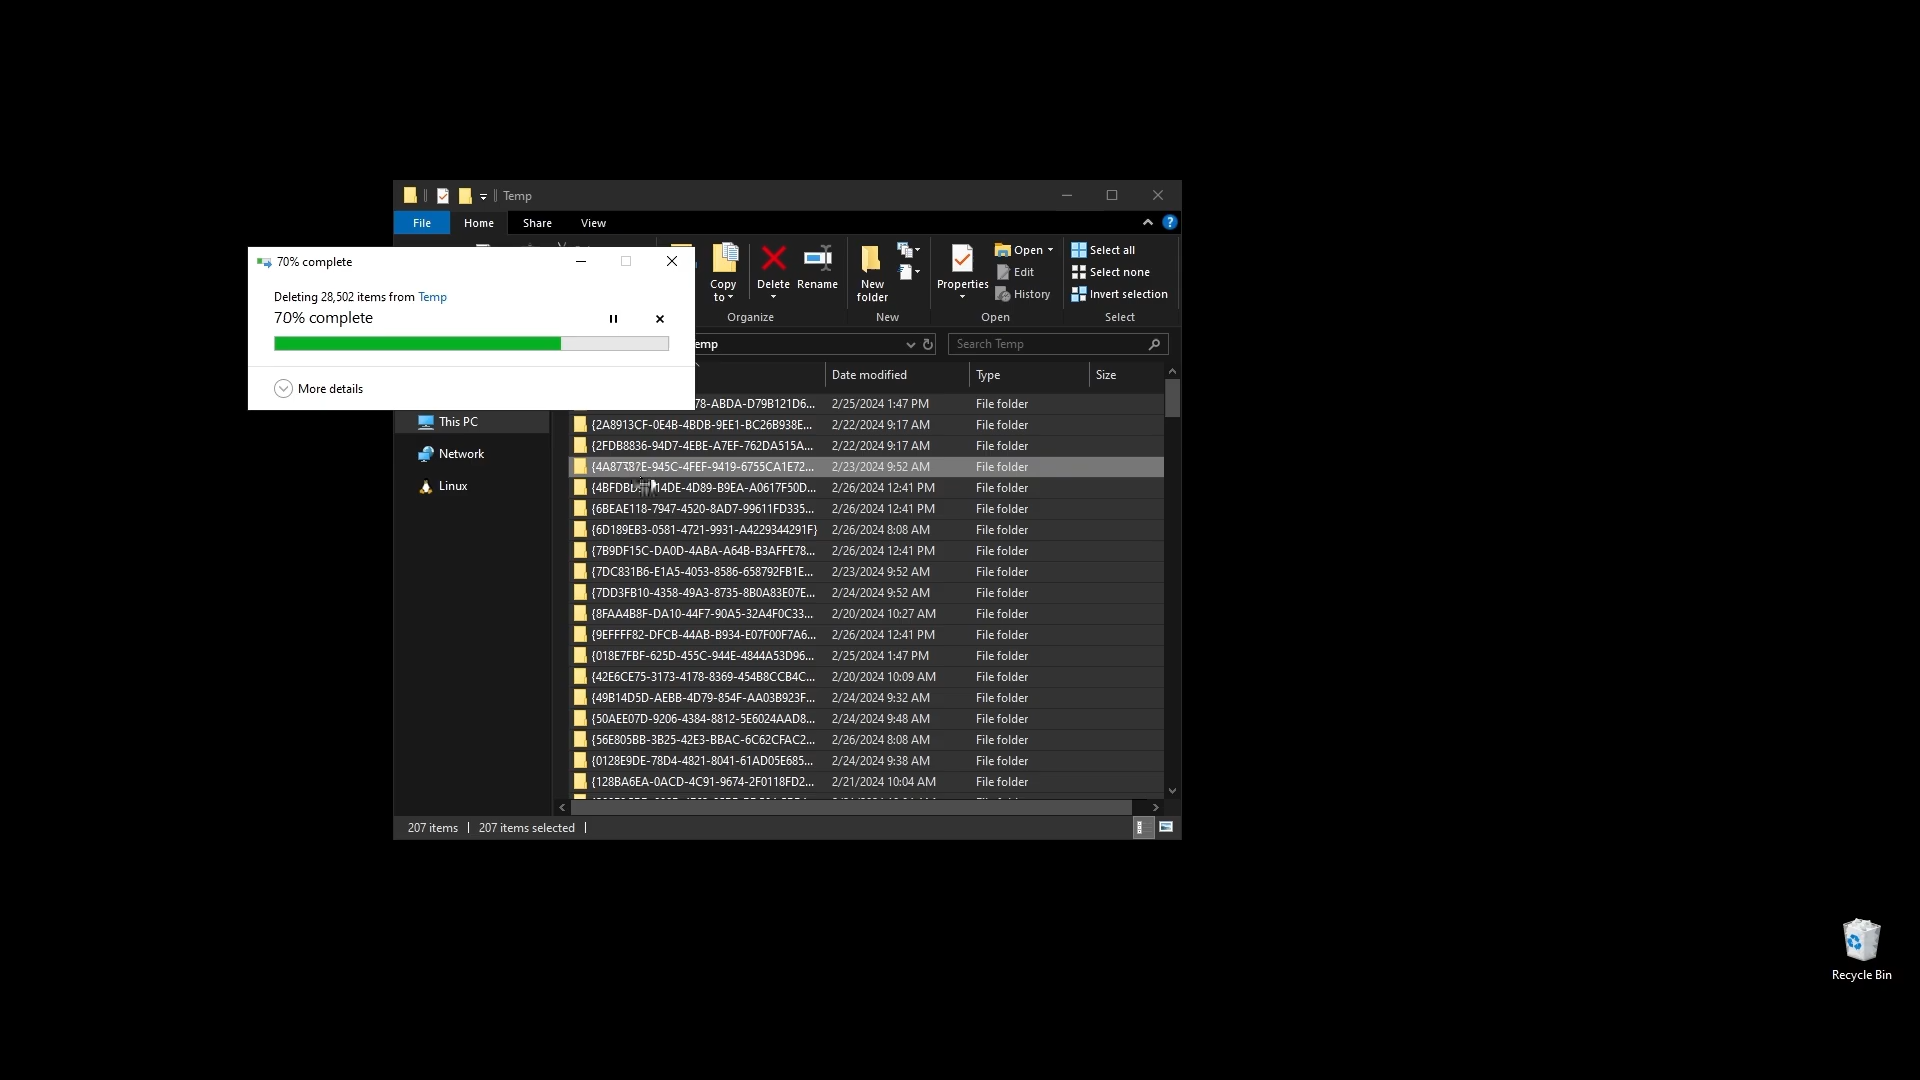 Temp
File Home Share View
70% complete
Deleting 28,502 items from Temp
70% complete
More details
Copy to
Delete
Rename
New folder
Properties
Open
Edit
History
Select all
Select none
Invert selection
Organize New Open Select
emp
Search Temp
Date modified Type Size
This PC
Network
Linux
78-ABDA-D79B121D6... 2/25/2024 1:47 PM File folder
{2A8913CF-0E4B-4BDB-9EE1-BC26B938E... 2/22/2024 9:17 AM File folder
{2FDB8836-94D7-4EBE-A7EF-762DA515A... 2/22/2024 9:17 AM File folder
2/23/2024 9:52 AM File folder
2/26/2024 12:41 PM File folder
{6BEAE118-7947-4520-8AD7-99611FD335... 2/26/2024 12:41 PM File folder
{6D189EB3-0581-4721-9931-A4229344291F} 2/26/2024 8:08 AM File folder
{7B9DF15C-DA0D-4ABA-A64B-B3AFFE78... 2/26/2024 12:41 PM File folder
{7DC831B6-E1A5-4053-8586-658792FB1E... 2/23/2024 9:52 AM File folder
{7DD3FB10-4358-49A3-8735-8B0A83E07E... 2/24/2024 9:52 AM File folder
{8FAA4B8F-DA10-44F7-90A5-32A4F0C33... 2/20/2024 10:27 AM File folder
{9EFFFF82-DFCB-44AB-B934-E07F00F7A6... 2/26/2024 12:41 PM File folder
{018E7FBF-625D-455C-944E-4844A53D96... 2/25/2024 1:47 PM File folder
{42E6CE75-3173-4178-8369-454B8CCB4C... 2/20/2024 10:09 AM File folder
{49B14D5D-AEBB-4D79-854F-AA03B923F... 2/24/2024 9:32 AM File folder
{50AEE07D-9206-4384-8812-5E6024AAD8... 2/24/2024 9:48 AM File folder
{56E805BB-3B25-42E3-BBAC-6C62CFAC2... 2/26/2024 8:08 AM File folder
{0128E9DE-78D4-4821-8041-61AD05E685... 2/24/2024 9:38 AM File folder
{128BA6EA-0ACD-4C91-9674-2F0118FD2... 2/21/2024 10:04 AM File folder
207 items 207 items selected
Recycle Bin